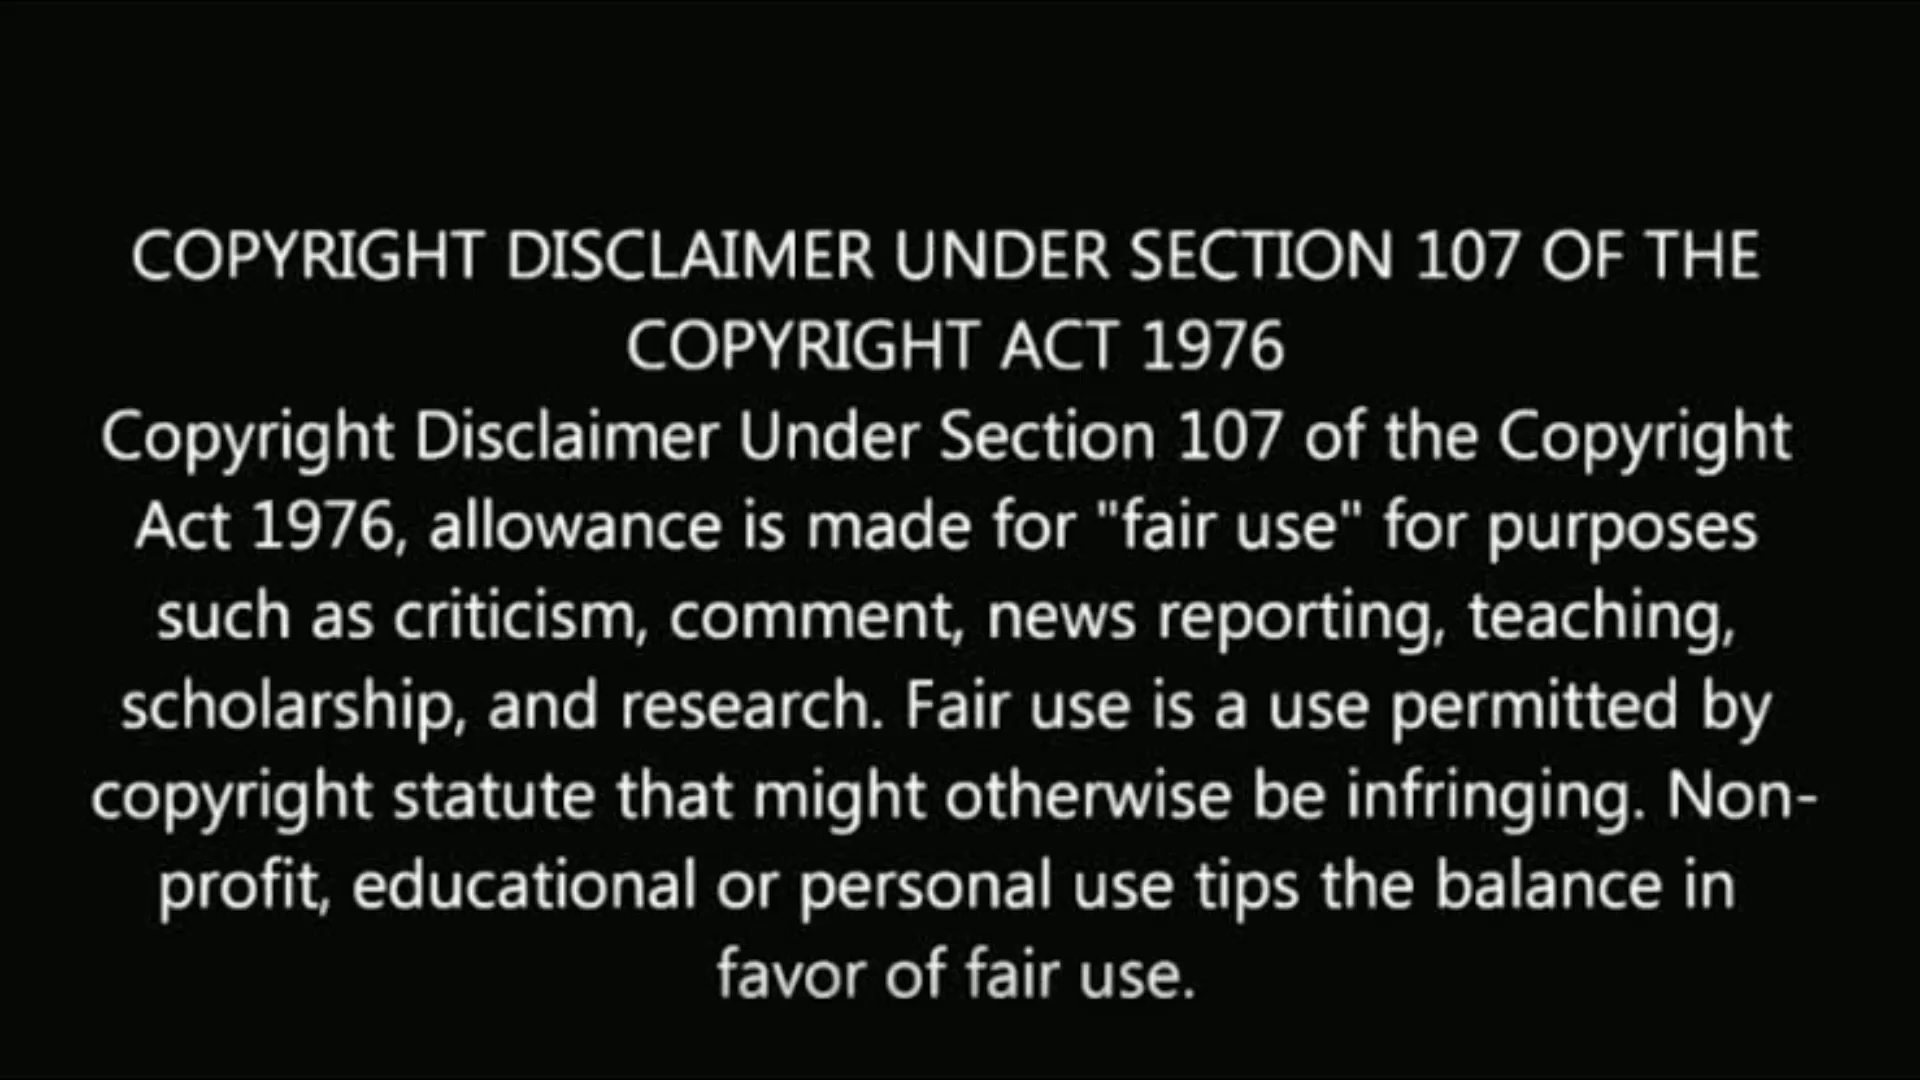 COPYRIGHT DISCLAIMER UNDER SECTION 107 OF THE
COPYRIGHT ACT 1976
Copyright Disclaimer Under Section 107 of the Copyright
Act 1976, allowance is made for "fair use" for purposes
such as criticism, comment, news reporting, teaching,
scholarship, and research. Fair use is a use permitted by
copyright statute that might otherwise be infringing. Non-
profit, educational or personal use tips the balance in
favor of fair use.